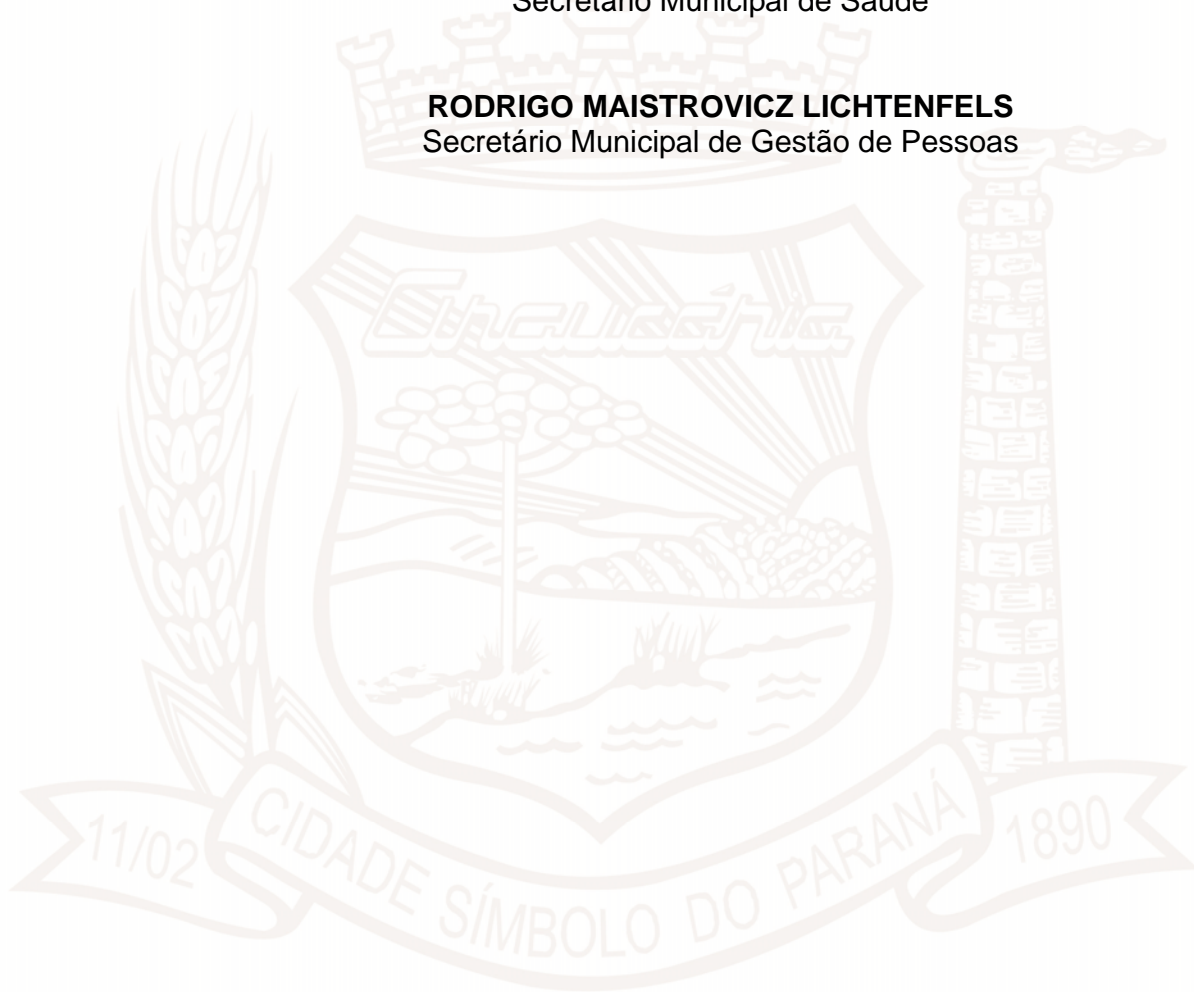 Secretário Municipal de Saúde
RODRIGO MAISTROVICZ LICHTENFELS
Secretário Municipal de Gestão de Pessoas
Araucária
11/02
CIDADE SÍMBOLO DO PARANÁ
1890